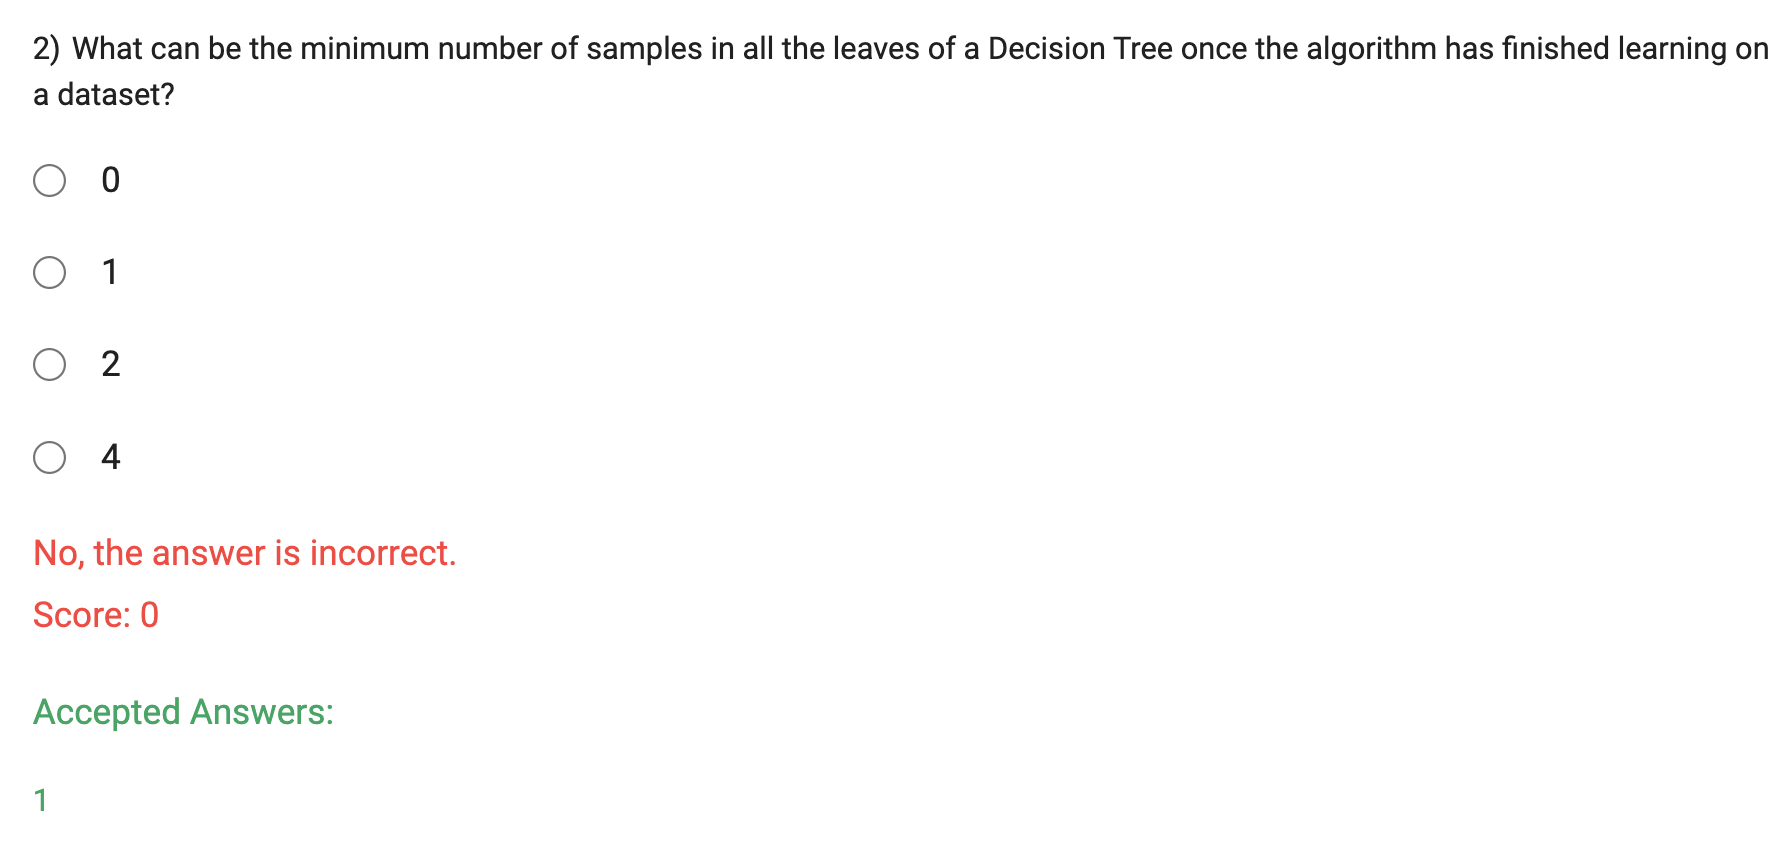 2) What can be the minimum number of samples in all the leaves of a Decision Tree once the algorithm has finished learning on
a dataset?
0
1
2
4
No, the answer is incorrect.
Score: 0
Accepted Answers:
1